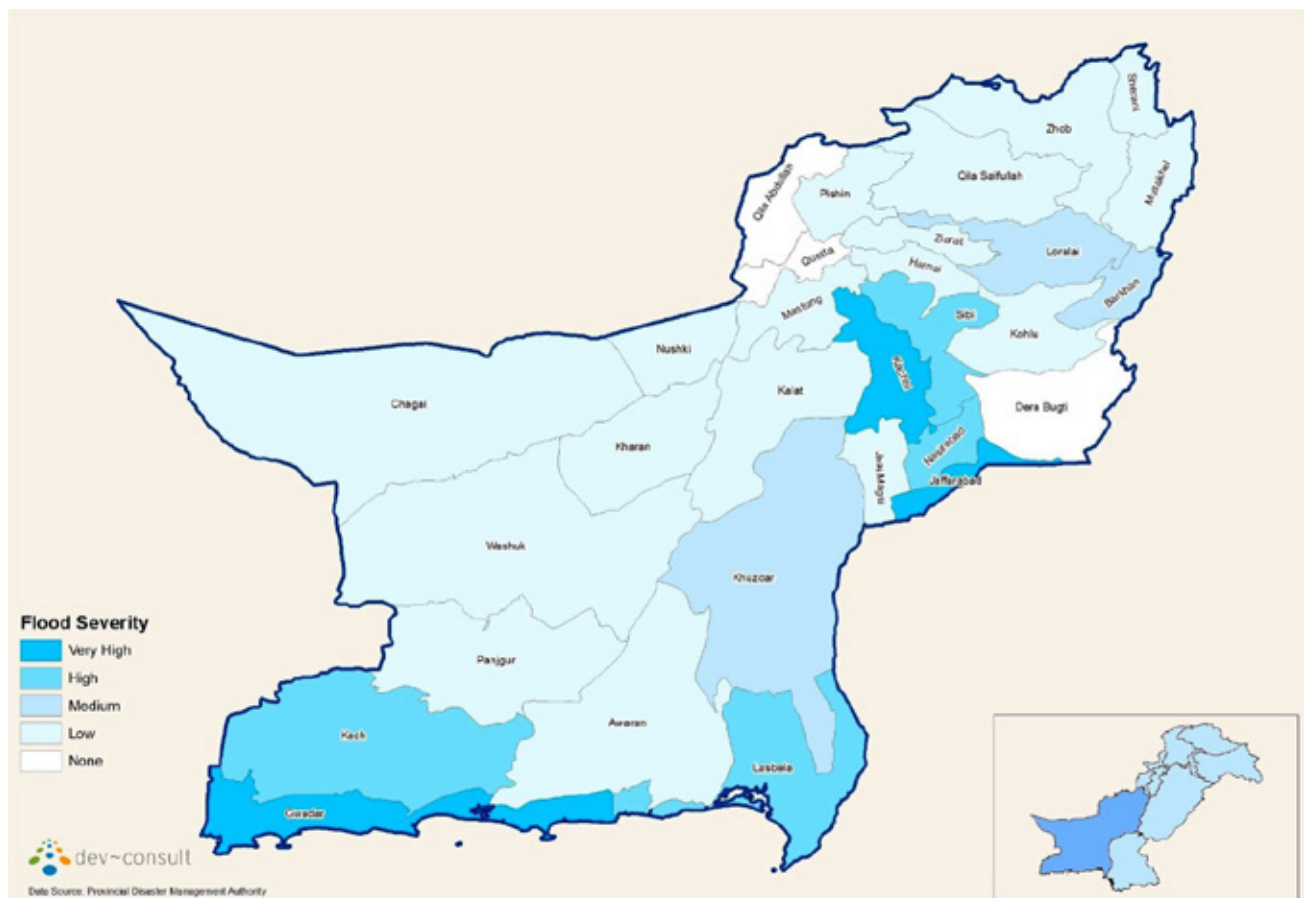 Sherani
Zhob
Musakhel
Qila Saifullah
Qila Abdullah
Pishin
Ziarat
Loralai
Quetta
Harnai
Barkhan
Mastung
Sibi
Kohlu
Nushki
Kachhi
Kalat
Chagai
Dera Bugti
Kharan
Nasirabad
Jhal Magsi
Jaffarabad
Washuk
Khuzdar
Flood Severity
Very High
High
Medium
Low
None
Panjgur
Awaran
Kech
Lasbela
Gwadar
dev~consult
Data Source: Provincial Disaster Management Authority